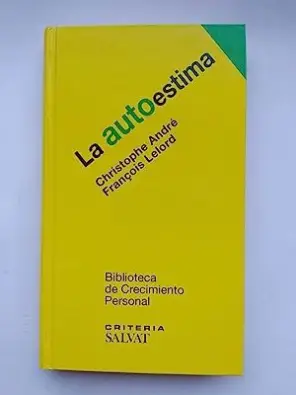 La autoestima
Christophe André
François Lelord
Biblioteca
de Crecimiento
Personal
CRITERIA
SALVAT